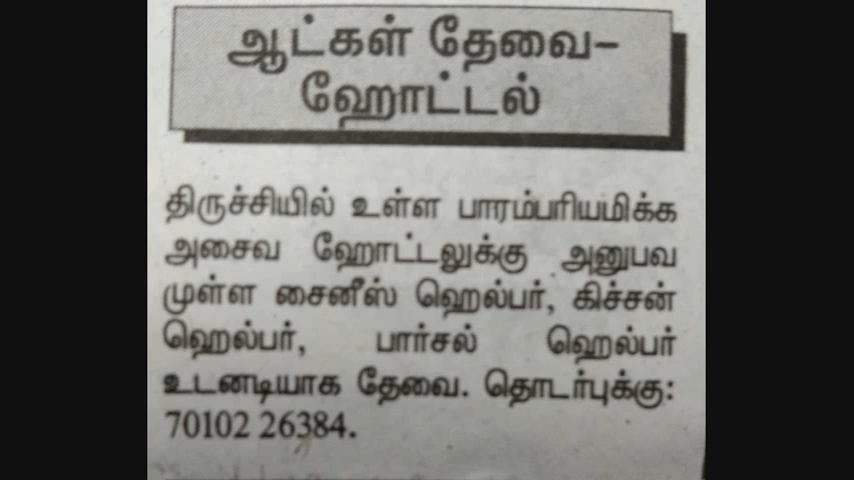 ஆட்கள் தேவை–
ஹோட்டல்
திருச்சியில் உள்ள பாரம்பரியமிக்க
அசைவ ஹோட்டலுக்கு அனுபவ
முள்ள சைனீஸ் ஹெல்பர், கிச்சன்
ஹெல்பர், பார்சல் ஹெல்பர்
உடனடியாக தேவை. தொடர்புக்கு:
70102 26384.